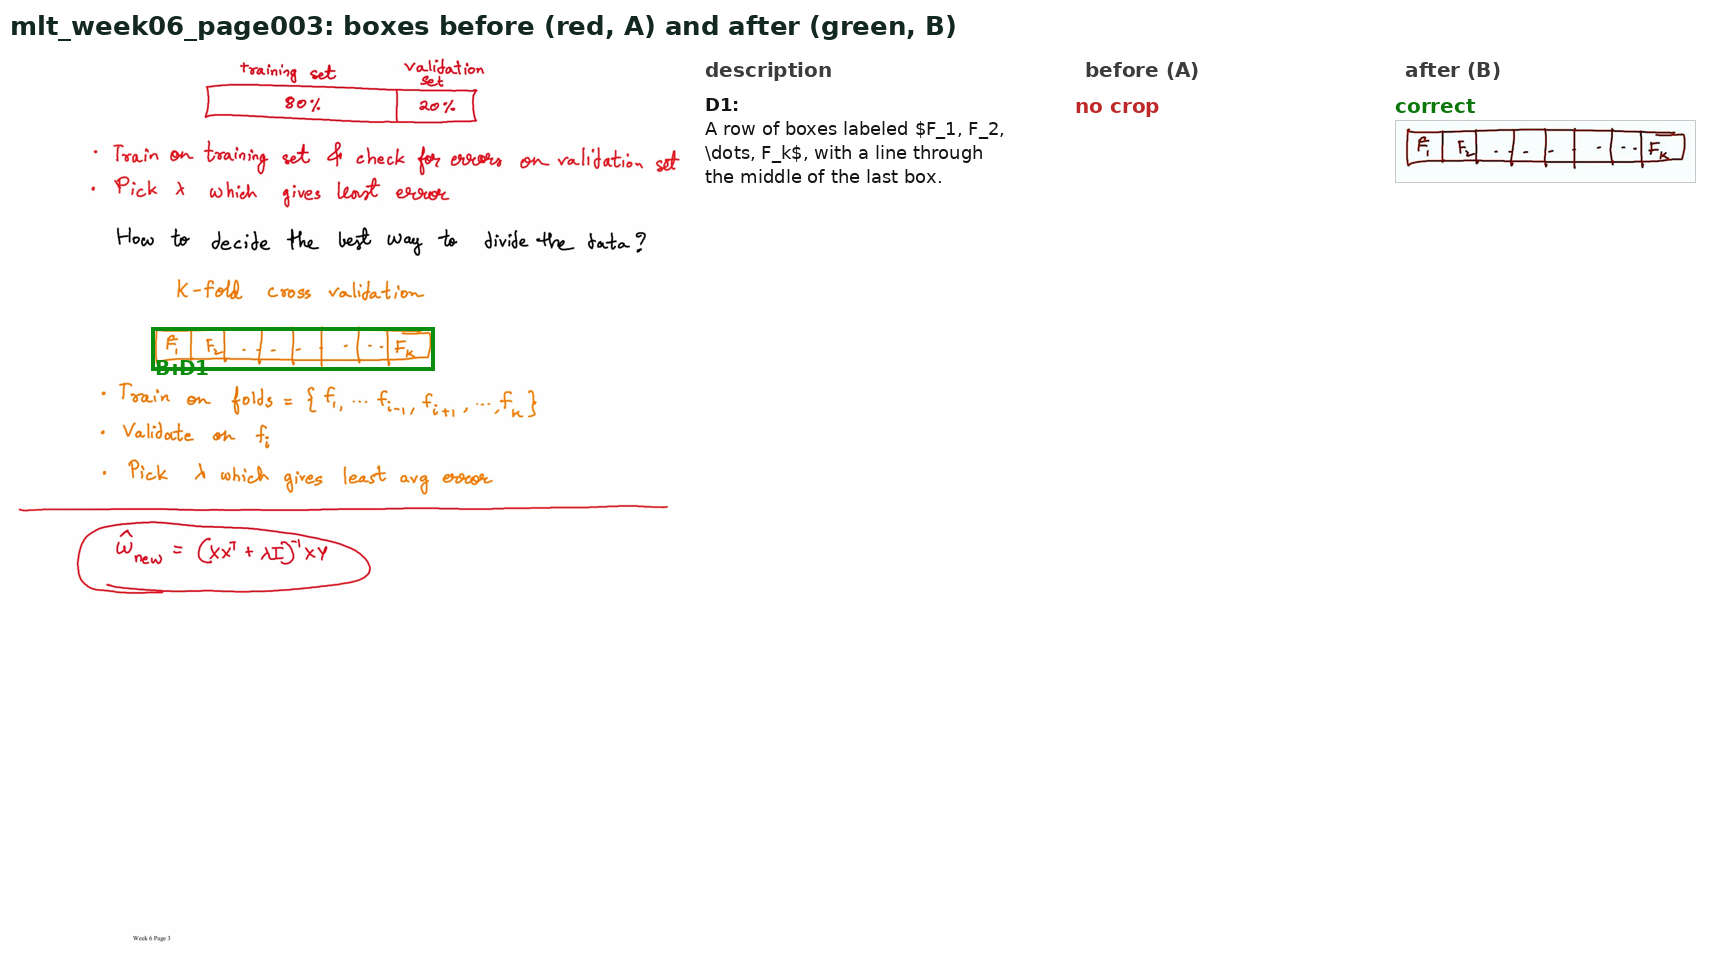 mlt_week06_page003: boxes before (red, A) and after (green, B)
training set validation set
80% 20%
• Train on training set & check for errors on validation set
• Pick λ which gives least error
How to decide the best way to divide the data?
K-fold cross validation
F₁ F₂ . . . . . . . Fₖ
B:D1
• Train on folds = { f₁, ... fᵢ₋₁, fᵢ₊₁, ..., fₖ }
• Validate on fᵢ
• Pick λ which gives least avg error
ŵ_new = (XXᵀ + λI)⁻¹XY
Week 6 Page 3
description before (A) after (B)
D1: no crop correct
A row of boxes labeled $F_1, F_2,
\dots, F_k$, with a line through
the middle of the last box.
F₁ F₂ . . . . . . . Fₖ